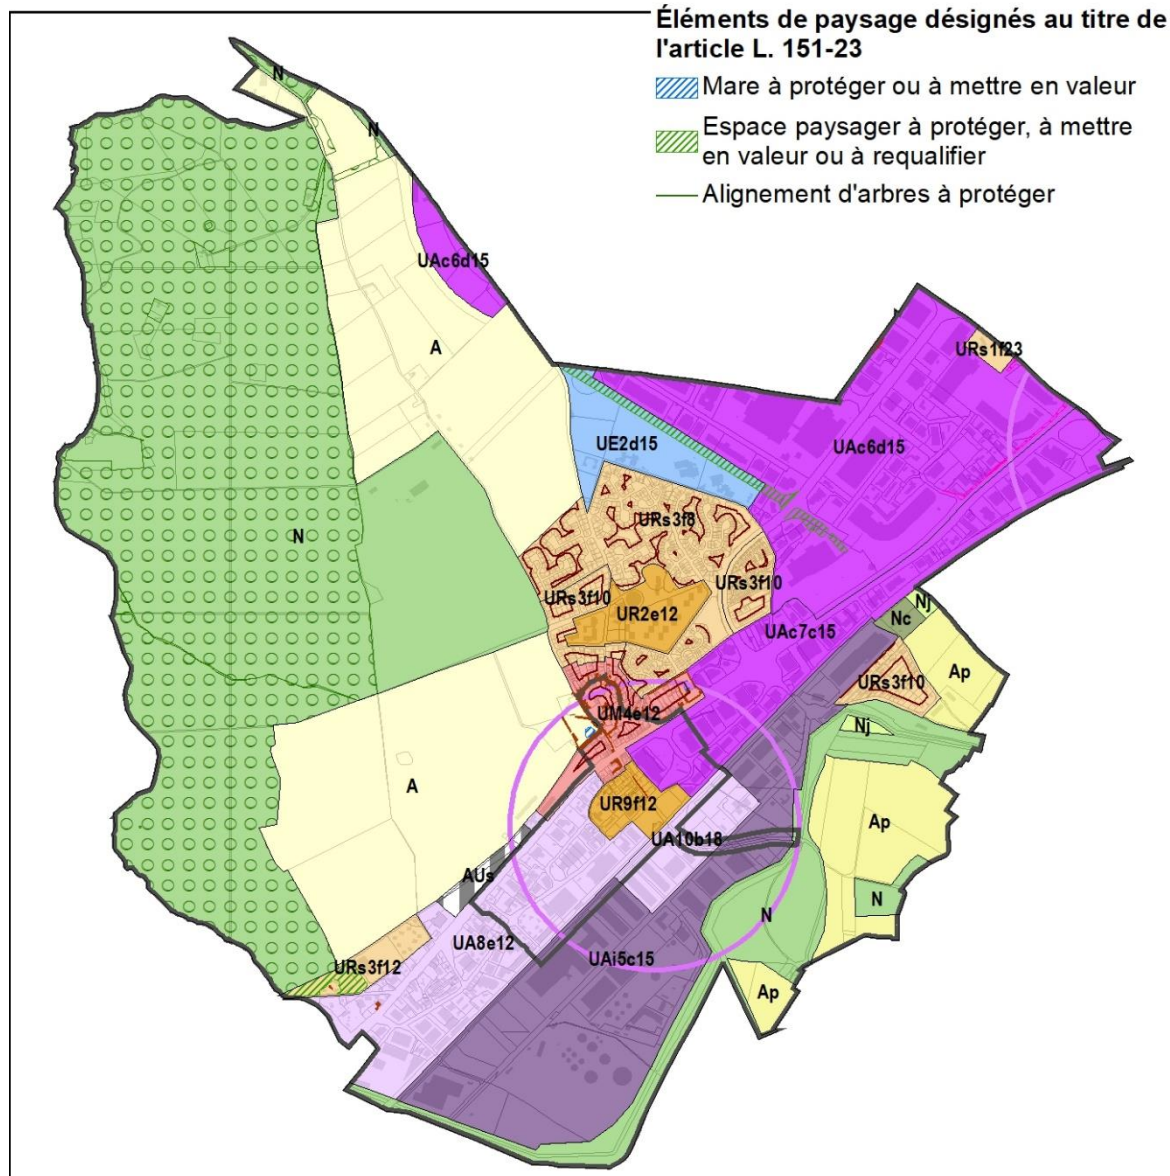 Éléments de paysage désignés au titre de
l'article L. 151-23
Mare à protéger ou à mettre en valeur
Espace paysager à protéger, à mettre
en valeur ou à requalifier
Alignement d'arbres à protéger
N
N
UAc6d15
A
URs1f23
UAc6d15
UE2d15
URs3f8
N
URs3f10
URs3f10
UR2e12
Nj
Nc
UAc7c15
Ap
URs3f10
UM4e12
Nj
A
UR9f12
Ap
UA10b18
AUs
N
N
UA8e12
UAi5c15
URs3f12
Ap